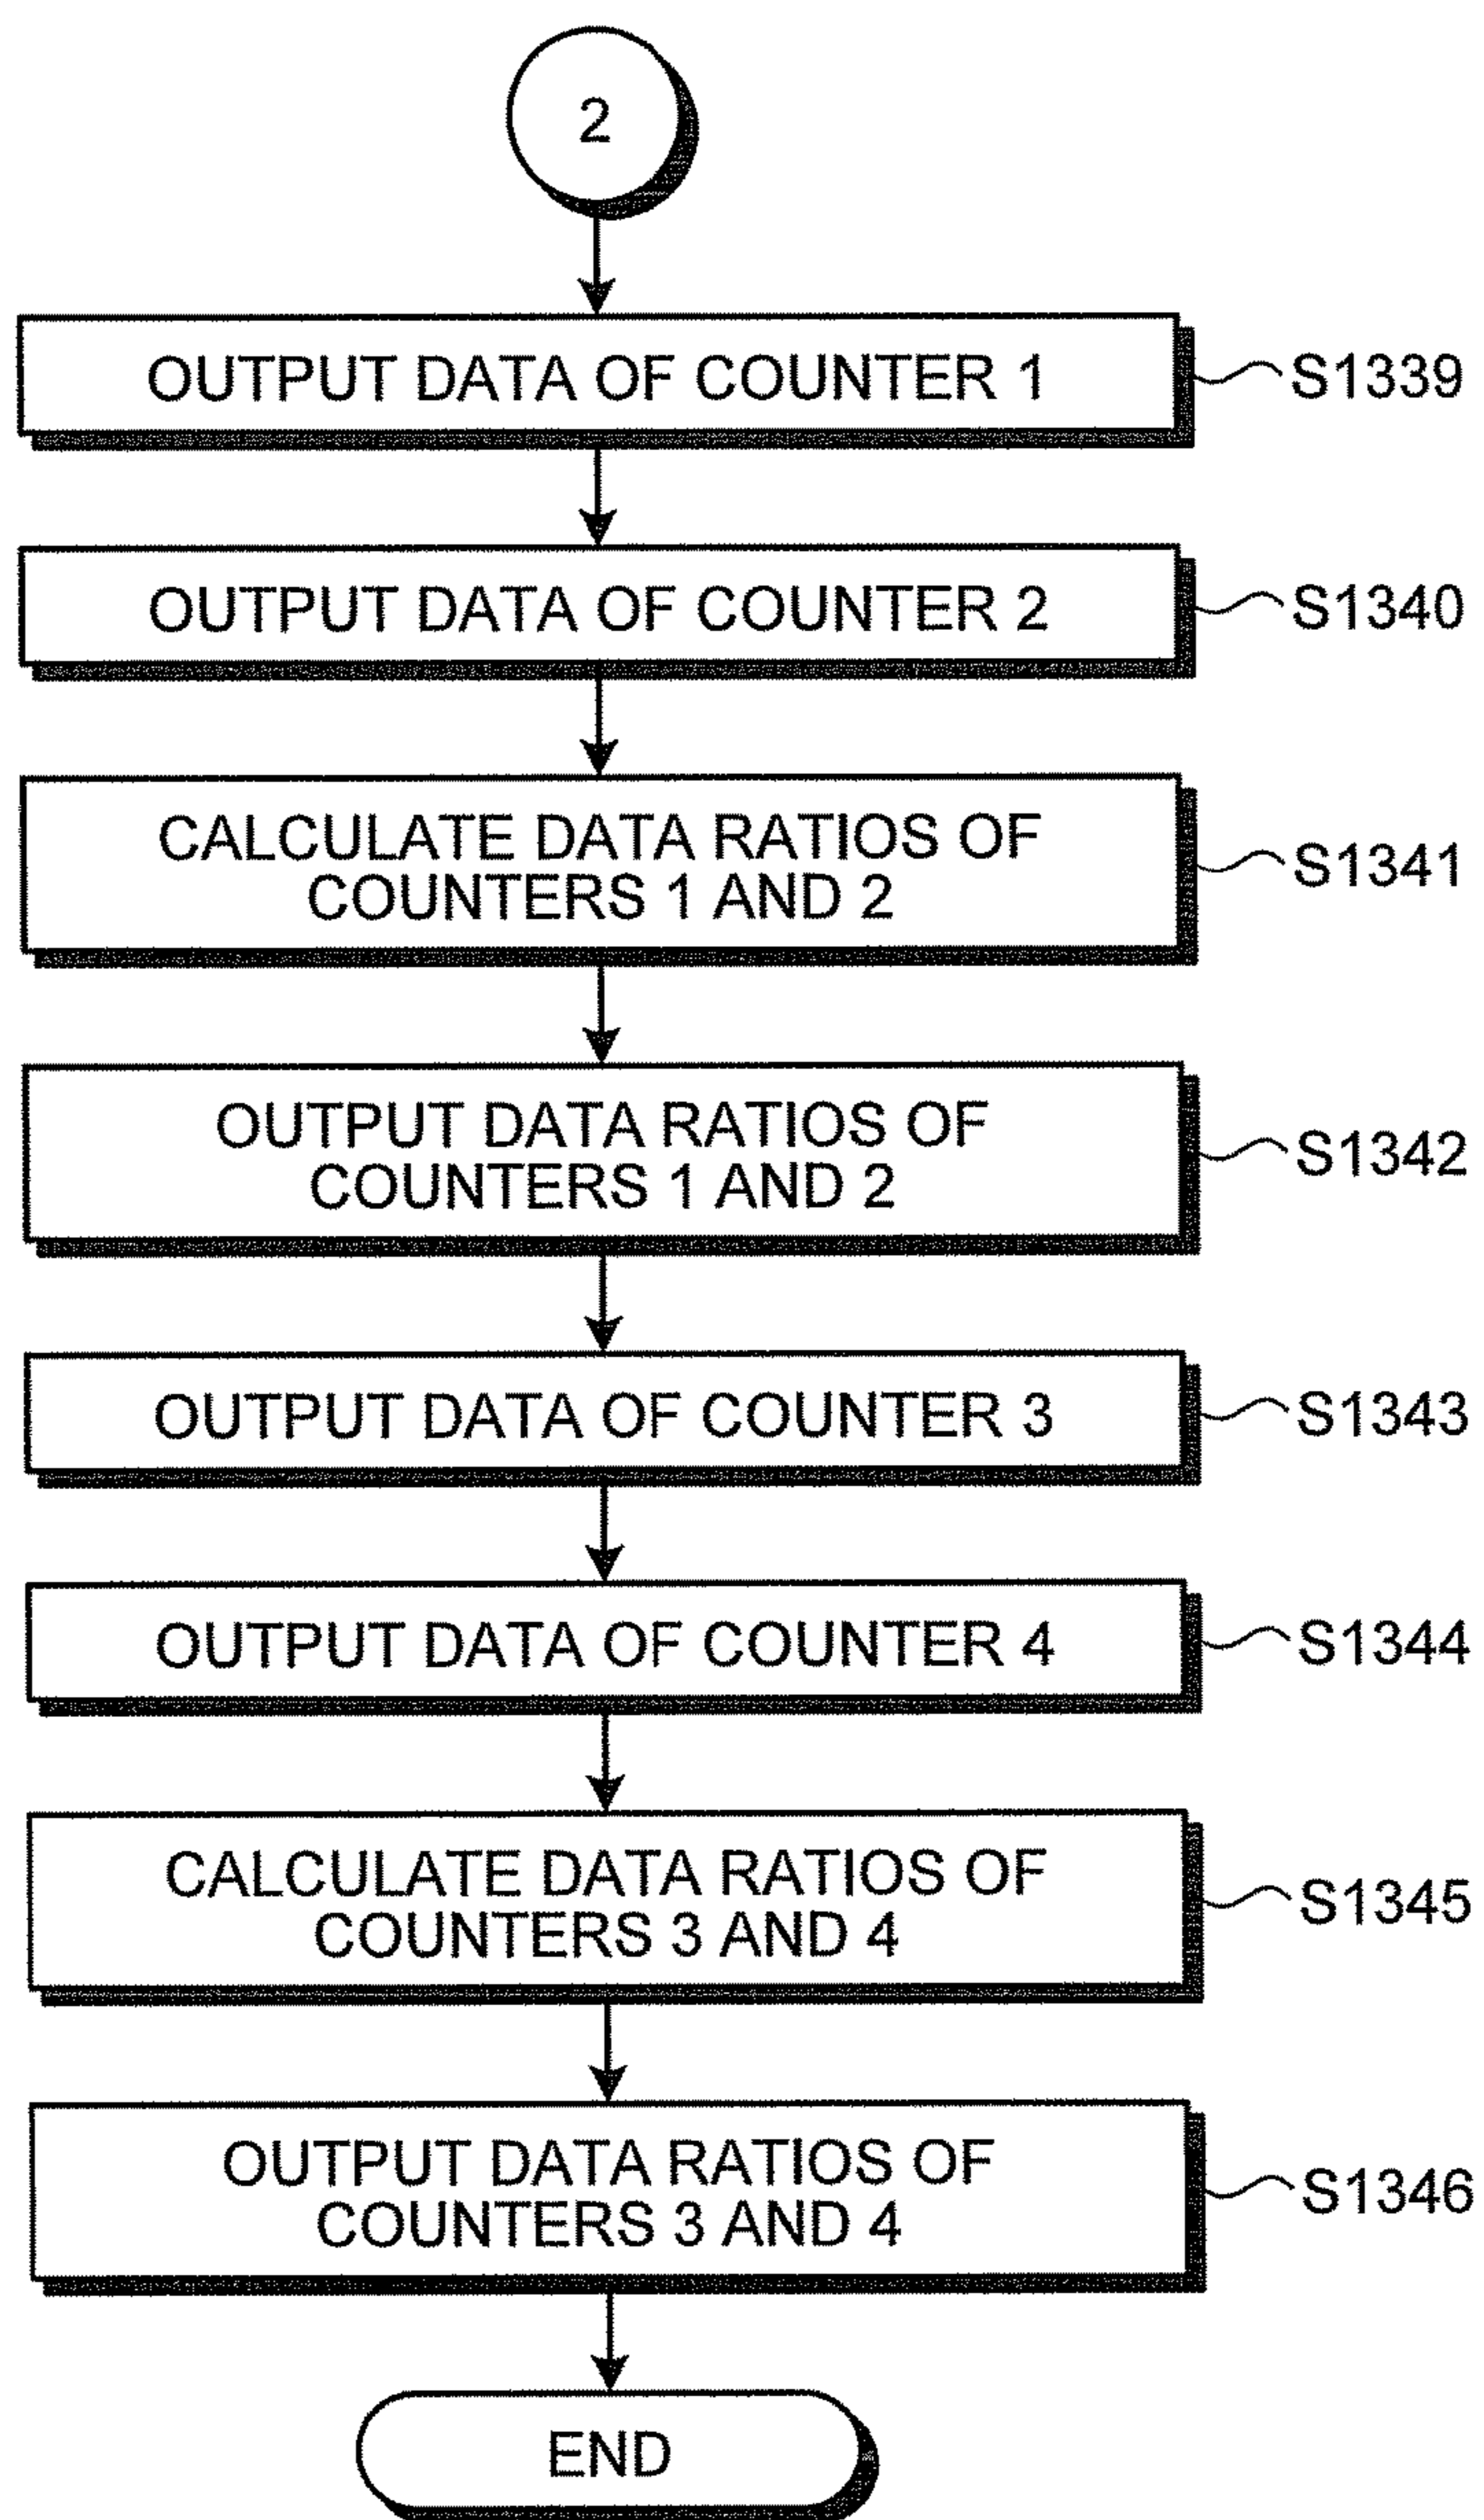 2
OUTPUT DATA OF COUNTER 1
S1339
OUTPUT DATA OF COUNTER 2
S1340
CALCULATE DATA RATIOS OF
COUNTERS 1 AND 2
S1341
OUTPUT DATA RATIOS OF
COUNTERS 1 AND 2
S1342
OUTPUT DATA OF COUNTER 3
S1343
OUTPUT DATA OF COUNTER 4
S1344
CALCULATE DATA RATIOS OF
COUNTERS 3 AND 4
S1345
OUTPUT DATA RATIOS OF
COUNTERS 3 AND 4
S1346
END